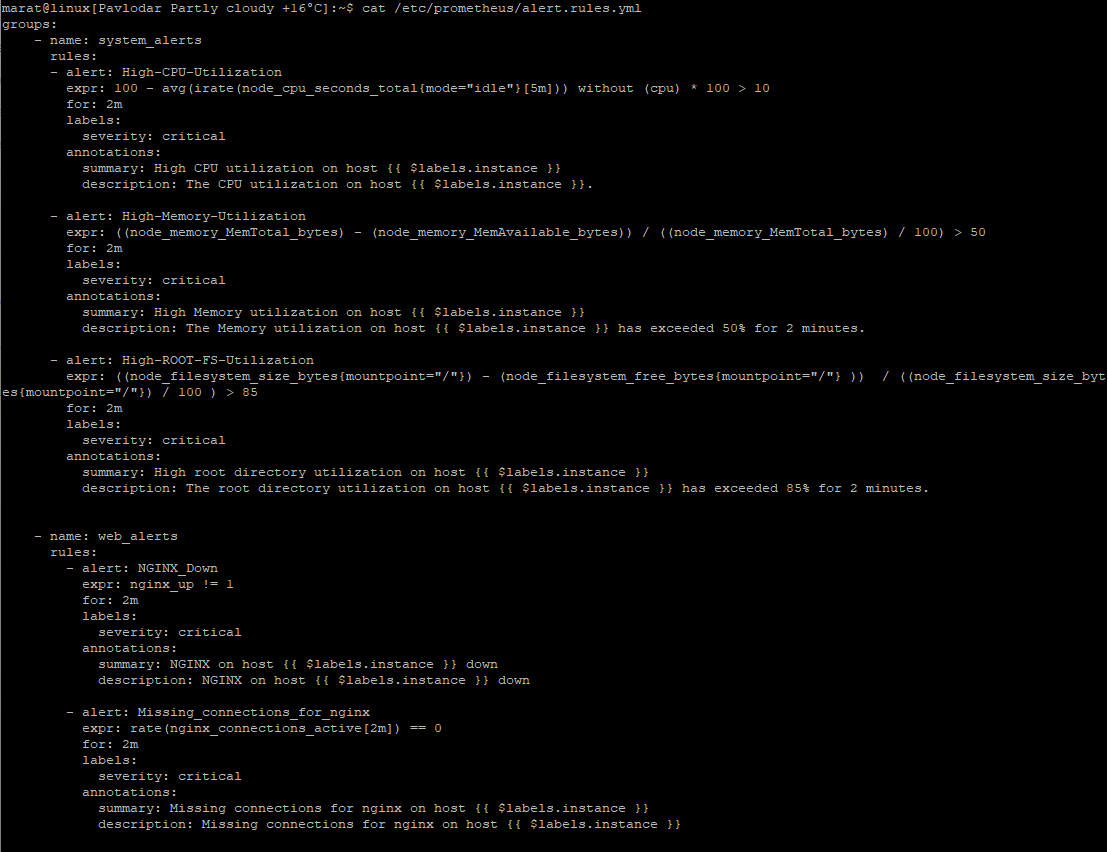 marat@linux[Pavlodar Partly cloudy +16°C]:~$ cat /etc/prometheus/alert.rules.yml
groups:
    - name: system_alerts
      rules:
      - alert: High-CPU-Utilization
        expr: 100 - avg(irate(node_cpu_seconds_total{mode="idle"}[5m])) without (cpu) * 100 > 10
        for: 2m
        labels:
          severity: critical
        annotations:
          summary: High CPU utilization on host {{ $labels.instance }}
          description: The CPU utilization on host {{ $labels.instance }}.

      - alert: High-Memory-Utilization
        expr: ((node_memory_MemTotal_bytes) - (node_memory_MemAvailable_bytes)) / ((node_memory_MemTotal_bytes) / 100) > 50
        for: 2m
        labels:
          severity: critical
        annotations:
          summary: High Memory utilization on host {{ $labels.instance }}
          description: The Memory utilization on host {{ $labels.instance }} has exceeded 50% for 2 minutes.

      - alert: High-ROOT-FS-Utilization
        expr: ((node_filesystem_size_bytes{mountpoint="/"}) - (node_filesystem_free_bytes{mountpoint="/"} ))  / ((node_filesystem_size_byt
es{mountpoint="/"}) / 100 ) > 85
        for: 2m
        labels:
          severity: critical
        annotations:
          summary: High root directory utilization on host {{ $labels.instance }}
          description: The root directory utilization on host {{ $labels.instance }} has exceeded 85% for 2 minutes.


    - name: web_alerts
      rules:
        - alert: NGINX_Down
          expr: nginx_up != 1
          for: 2m
          labels:
            severity: critical
          annotations:
            summary: NGINX on host {{ $labels.instance }} down
            description: NGINX on host {{ $labels.instance }} down

        - alert: Missing_connections_for_nginx
          expr: rate(nginx_connections_active[2m]) == 0
          for: 2m
          labels:
            severity: critical
          annotations:
            summary: Missing connections for nginx on host {{ $labels.instance }}
            description: Missing connections for nginx on host {{ $labels.instance }}